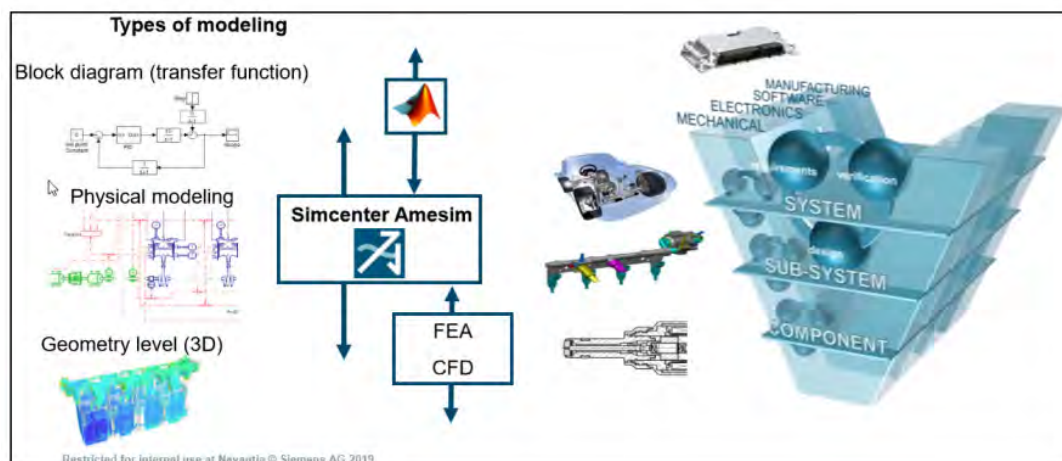 Types of modeling
Block diagram (transfer function)
Physical modeling
Geometry level (3D)
Simcenter Amesim
FEA
CFD
MANUFACTURING
SOFTWARE
ELECTRONICS
MECHANICAL
verification
SYSTEM
design
SUB-SYSTEM
COMPONENT
Restricted for internal use at Navantia © Siemens AG 2019